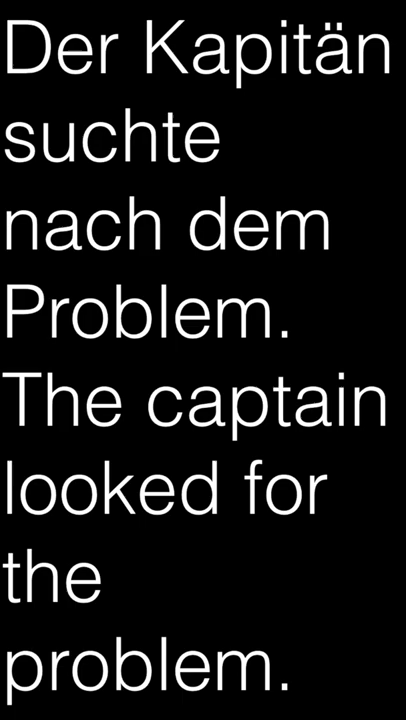 Der Kapitän
suchte
nach dem
Problem.
The captain
looked for
the
problem.